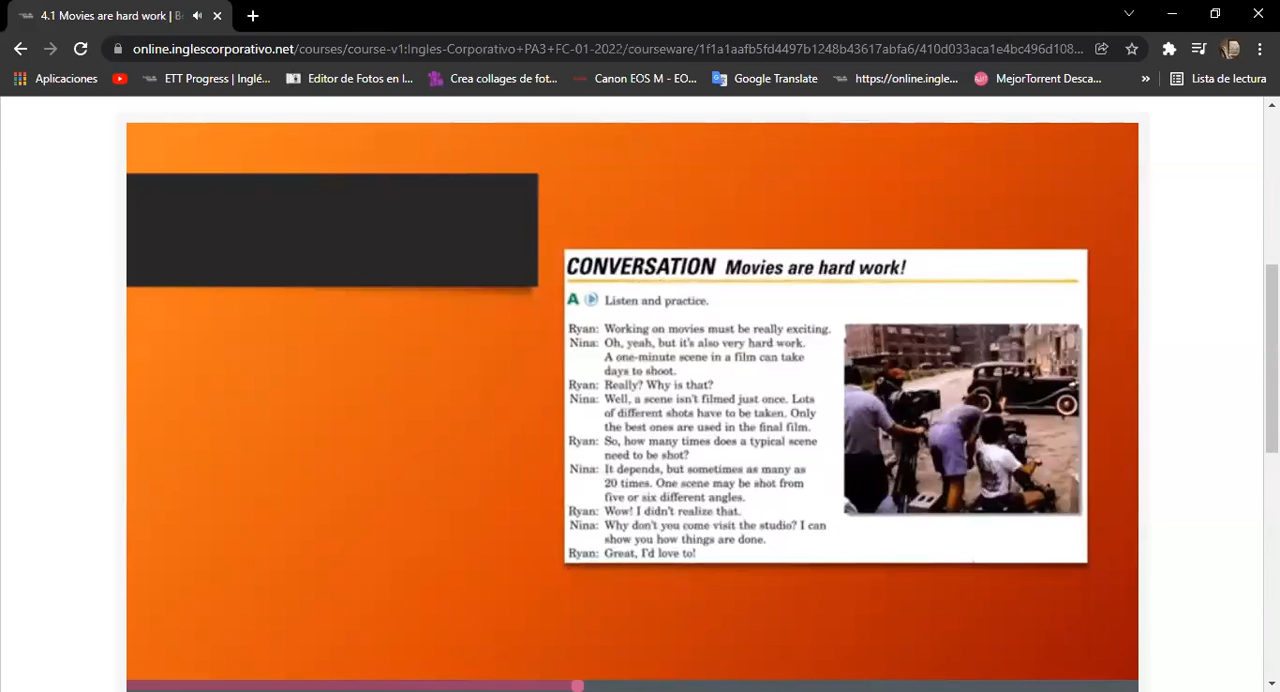 4.1 Movies are hard work | B
online.inglescorporativo.net/courses/course-v1:Ingles-Corporativo+PA3+FC-01-2022/courseware/1f1a1aafb5fd4497b1248b43617abfa6/410d033aca1e4bc496d108...
Aplicaciones ETT Progress | Inglé... Editor de Fotos en l... Crea collages de fot... Canon EOS M - EO... Google Translate https://online.ingle... MejorTorrent Desca... » Lista de lectura
CONVERSATION Movies are hard work!
A Listen and practice.
Ryan: Working on movies must be really exciting.
Nina: Oh, yeah, but it's also very hard work.
A one-minute scene in a film can take
days to shoot.
Ryan: Really? Why is that?
Nina: Well, a scene isn't filmed just once. Lots
of different shots have to be taken. Only
the best ones are used in the final film.
Ryan: So, how many times does a typical scene
need to be shot?
Nina: It depends, but sometimes as many as
20 times. One scene may be shot from
five or six different angles.
Ryan: Wow! I didn't realize that.
Nina: Why don't you come visit the studio? I can
show you how things are done.
Ryan: Great, I'd love to!